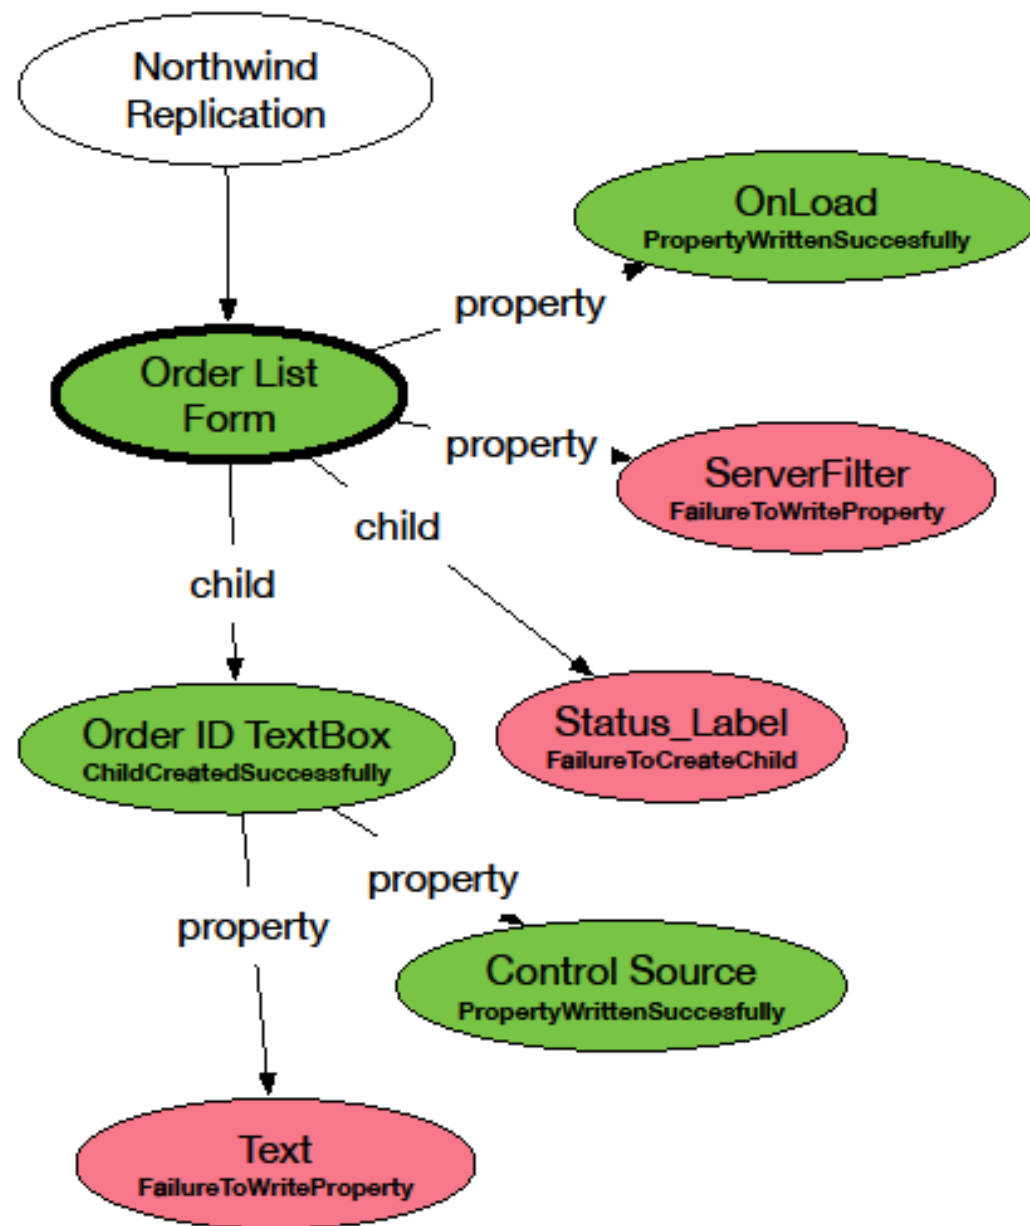 Northwind
Replication
OnLoad
PropertyWrittenSuccesfully
property
Order List
Form
property
ServerFilter
FailureToWriteProperty
child
child
Order ID TextBox
ChildCreatedSuccessfully
Status_Label
FailureToCreateChild
property
property
Control Source
PropertyWrittenSuccesfully
Text
FailureToWriteProperty